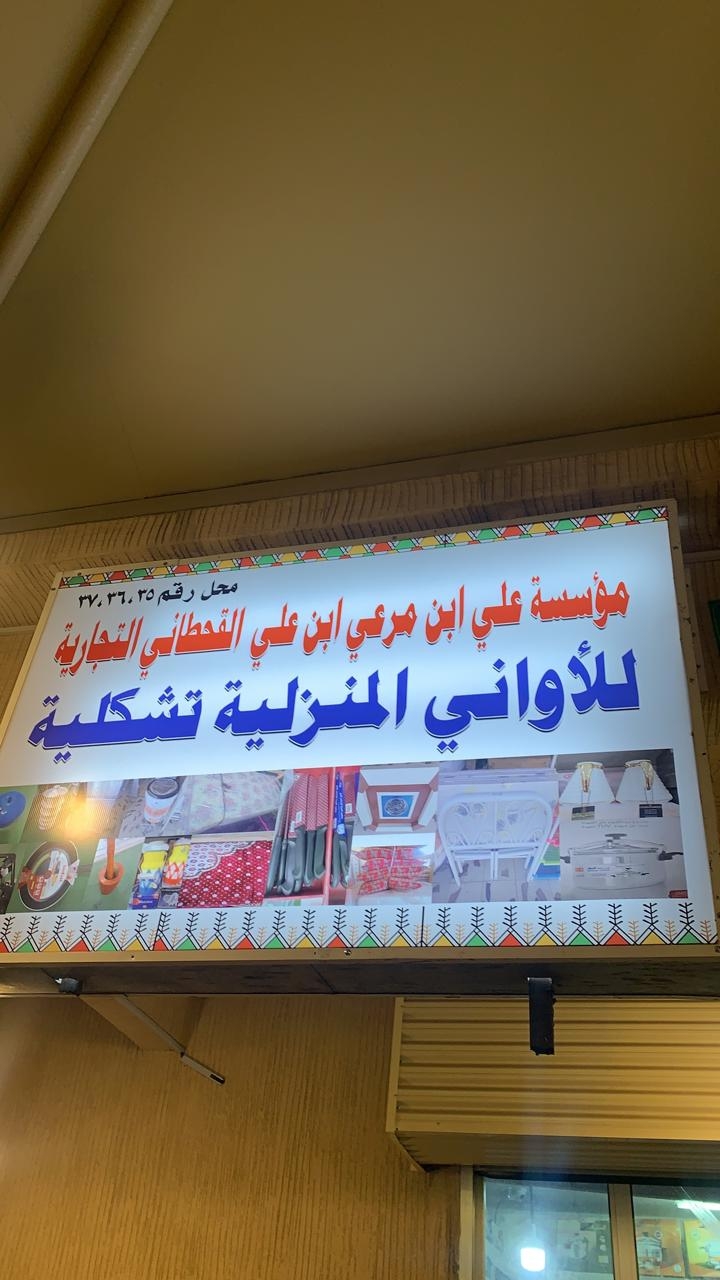 محل رقم ٣٥، ٣٦، ٣٧
مؤسسة علي ابن مرعي ابن علي القحطاني التجارية
للأواني المنزلية تشكلية